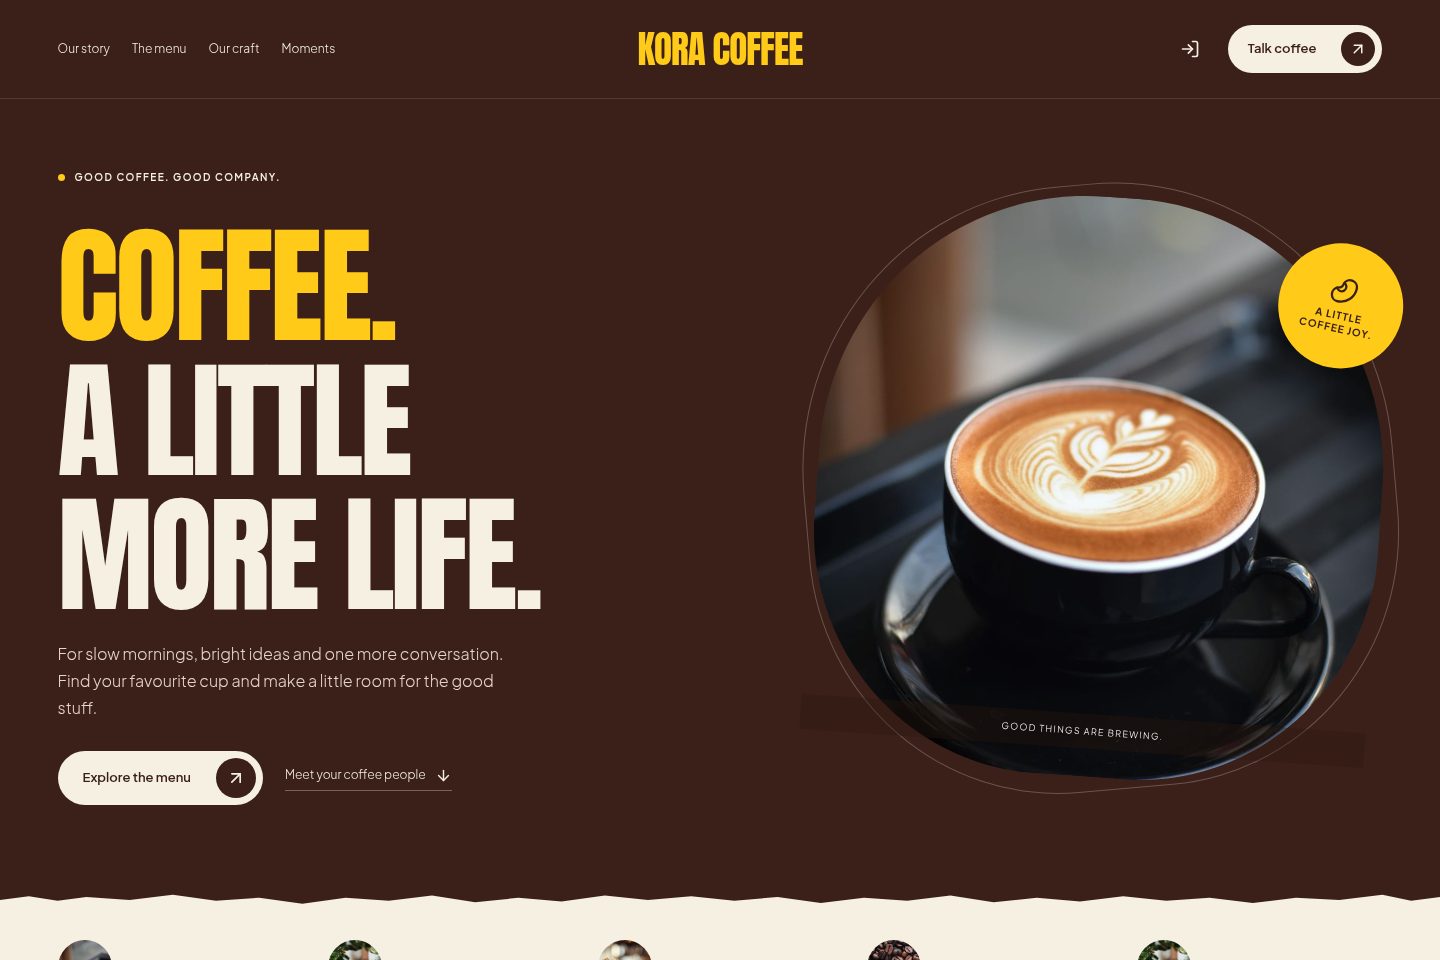 Our story
The menu
Our craft
Moments
KORA COFFEE
Talk coffee
GOOD COFFEE. GOOD COMPANY.
COFFEE.
A LITTLE
MORE LIFE.
A LITTLE
COFFEE JOY.
For slow mornings, bright ideas and one more conversation.
Find your favourite cup and make a little room for the good
stuff.
GOOD THINGS ARE BREWING.
Explore the menu
Meet your coffee people